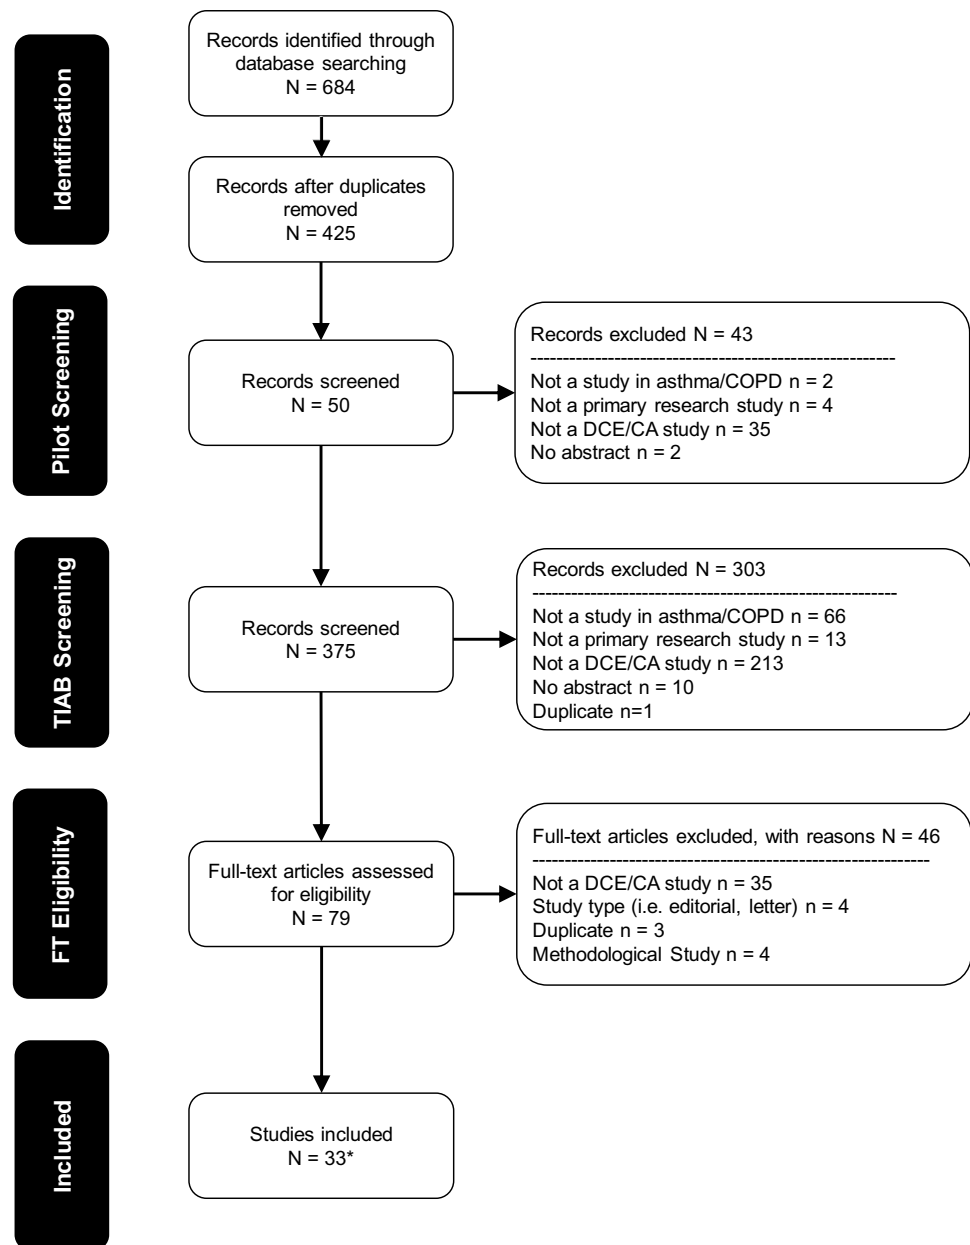 Identification
Records identified through
database searching
N = 684
Records after duplicates
removed
N = 425
Pilot Screening
Records screened
N = 50
Records excluded N = 43
--------------------------------------------------------
Not a study in asthma/COPD n = 2
Not a primary research study n = 4
Not a DCE/CA study n = 35
No abstract n = 2
TIAB Screening
Records screened
N = 375
Records excluded N = 303
--------------------------------------------------------
Not a study in asthma/COPD n = 66
Not a primary research study n = 13
Not a DCE/CA study n = 213
No abstract n = 10
Duplicate n=1
FT Eligibility
Full-text articles assessed
for eligibility
N = 79
Full-text articles excluded, with reasons N = 46
-------------------------------------------------------------
Not a DCE/CA study n = 35
Study type (i.e. editorial, letter) n = 4
Duplicate n = 3
Methodological Study n = 4
Included
Studies included
N = 33*